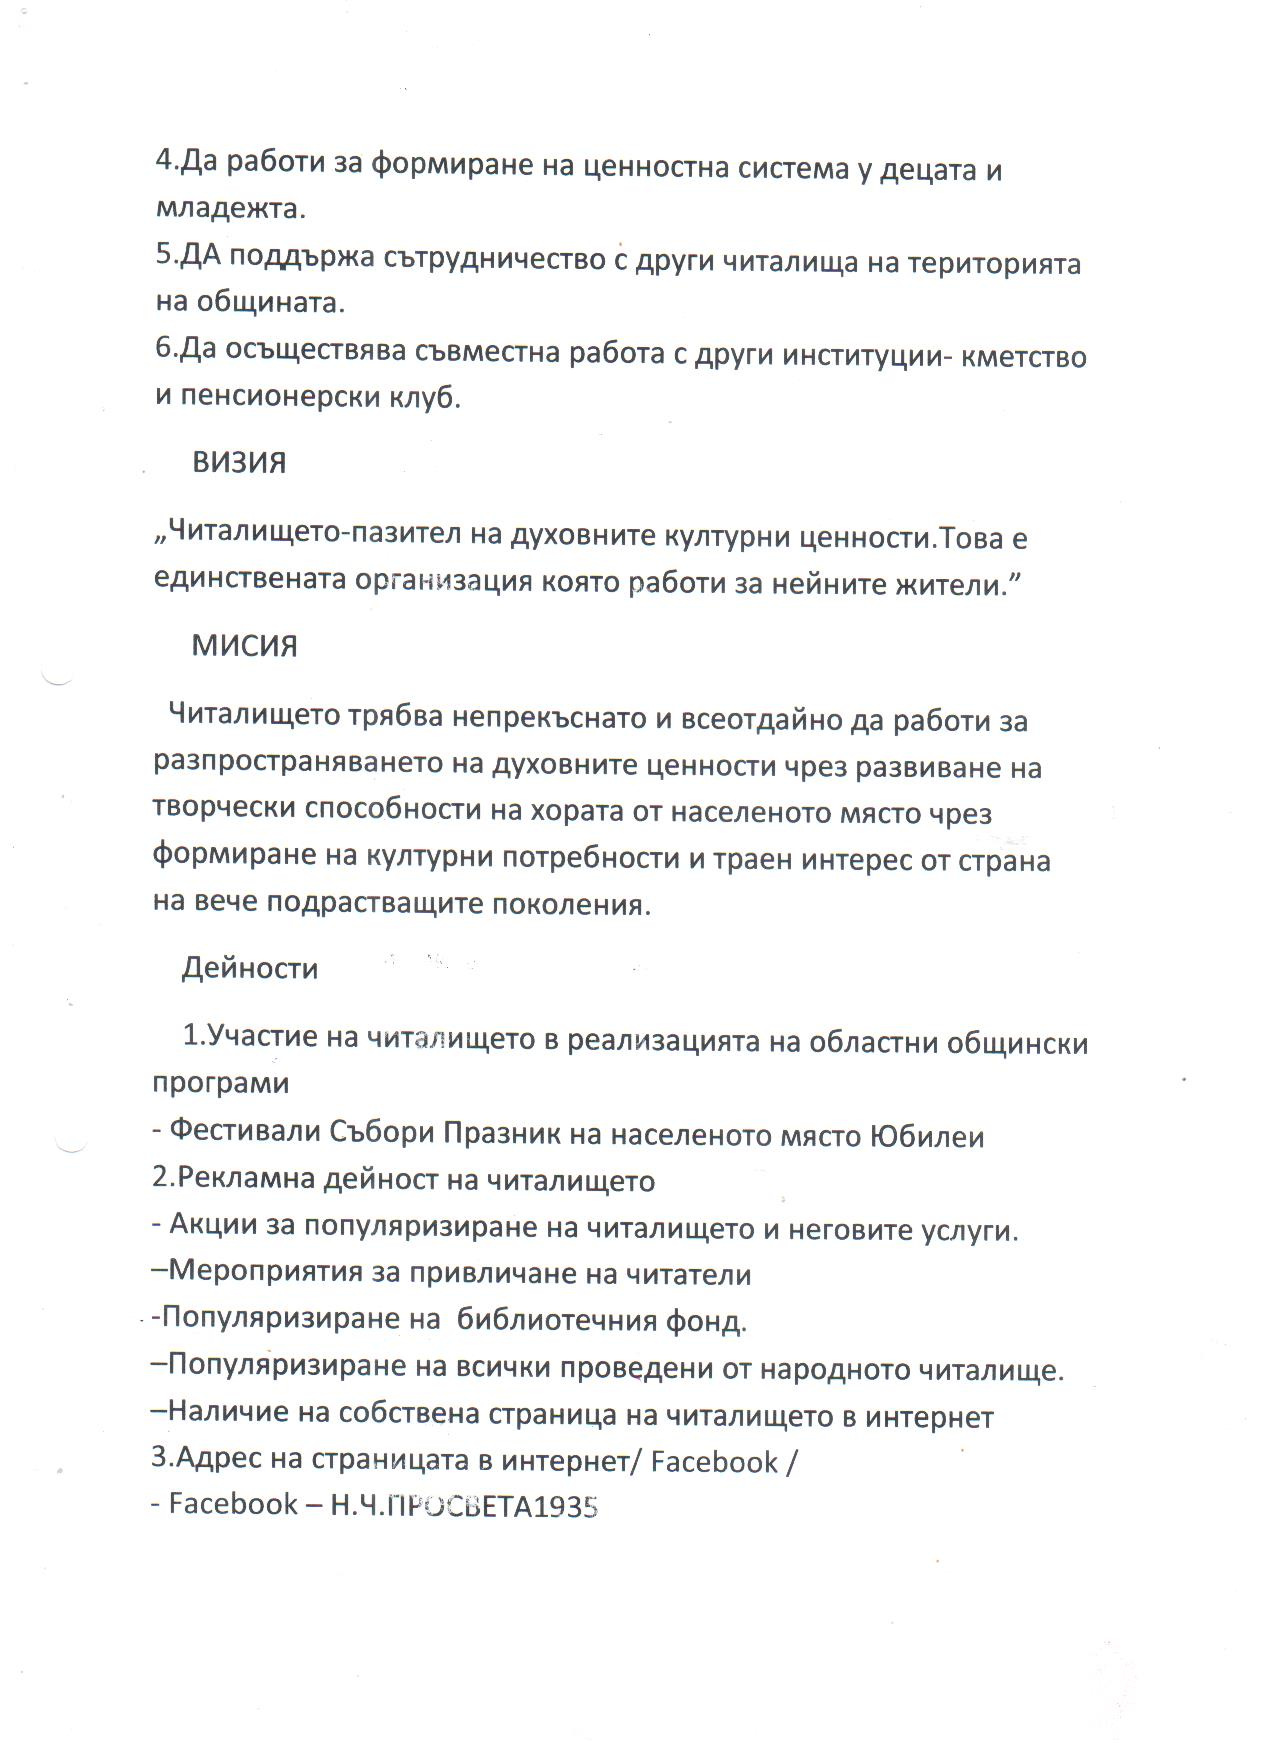 4.Да работи за формиране на ценностна система у децата и
младежта.
5.ДА поддържа сътрудничество с други читалища на територията
на общината.
6.Да осъществява съвместна работа с други институции- кметство
и пенсионерски клуб.
ВИЗИЯ
„Читалището-пазител на духовните културни ценности.Това е
единствената организация която работи за нейните жители.”
МИСИЯ
Читалището трябва непрекъснато и всеотдайно да работи за
разпространяването на духовните ценности чрез развиване на
творчески способности на хората от населеното място чрез
формиране на културни потребности и траен интерес от страна
на вече подрастващите поколения.
Дейности
1.Участие на читалището в реализацията на областни общински
програми
- Фестивали Събори Празник на населеното място Юбилеи
2.Рекламна дейност на читалището
- Акции за популяризиране на читалището и неговите услуги.
–Мероприятия за привличане на читатели
-Популяризиране на  библиотечния фонд.
–Популяризиране на всички проведени от народното читалище.
–Наличие на собствена страница на читалището в интернет
3.Адрес на страницата в интернет/ Facebook /
- Facebook – Н.Ч.ПРОСВЕТА1935